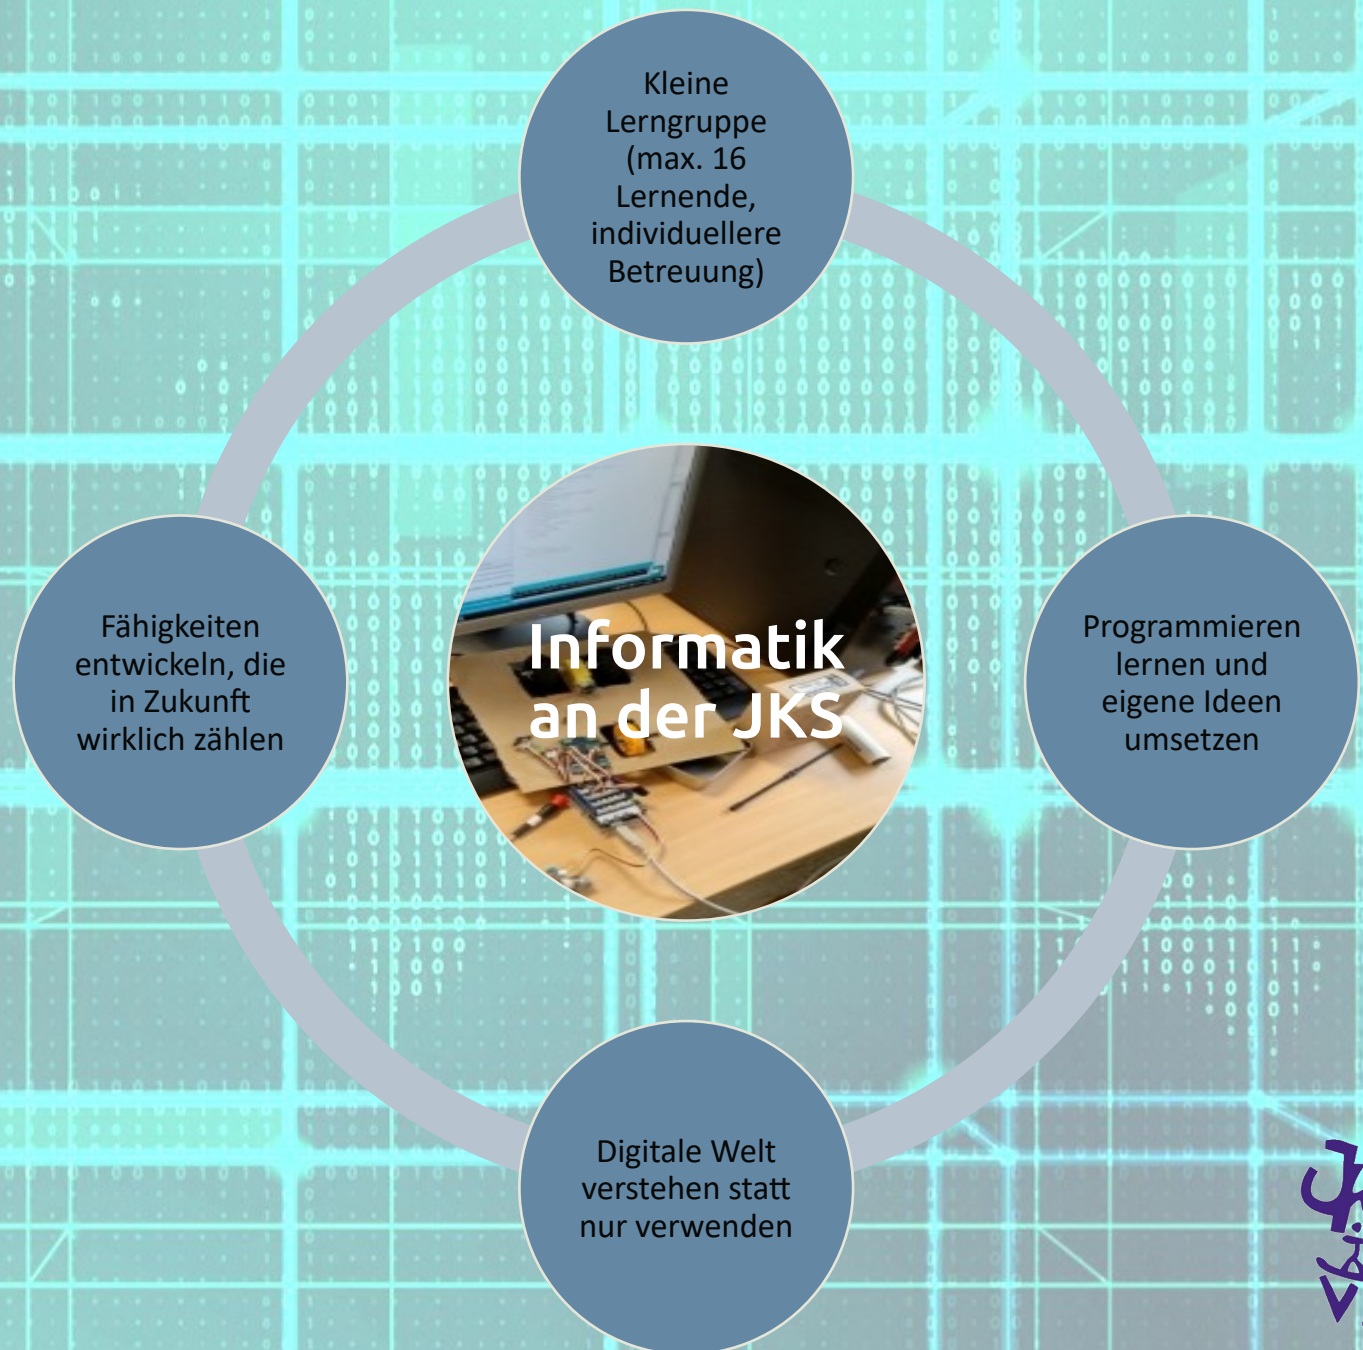 Kleine
Lerngruppe
(max. 16
Lernende,
individuellere
Betreuung)
Fähigkeiten
entwickeln, die
in Zukunft
wirklich zählen
Informatik
an der JKS
Programmieren
lernen und
eigene Ideen
umsetzen
Digitale Welt
verstehen statt
nur verwenden